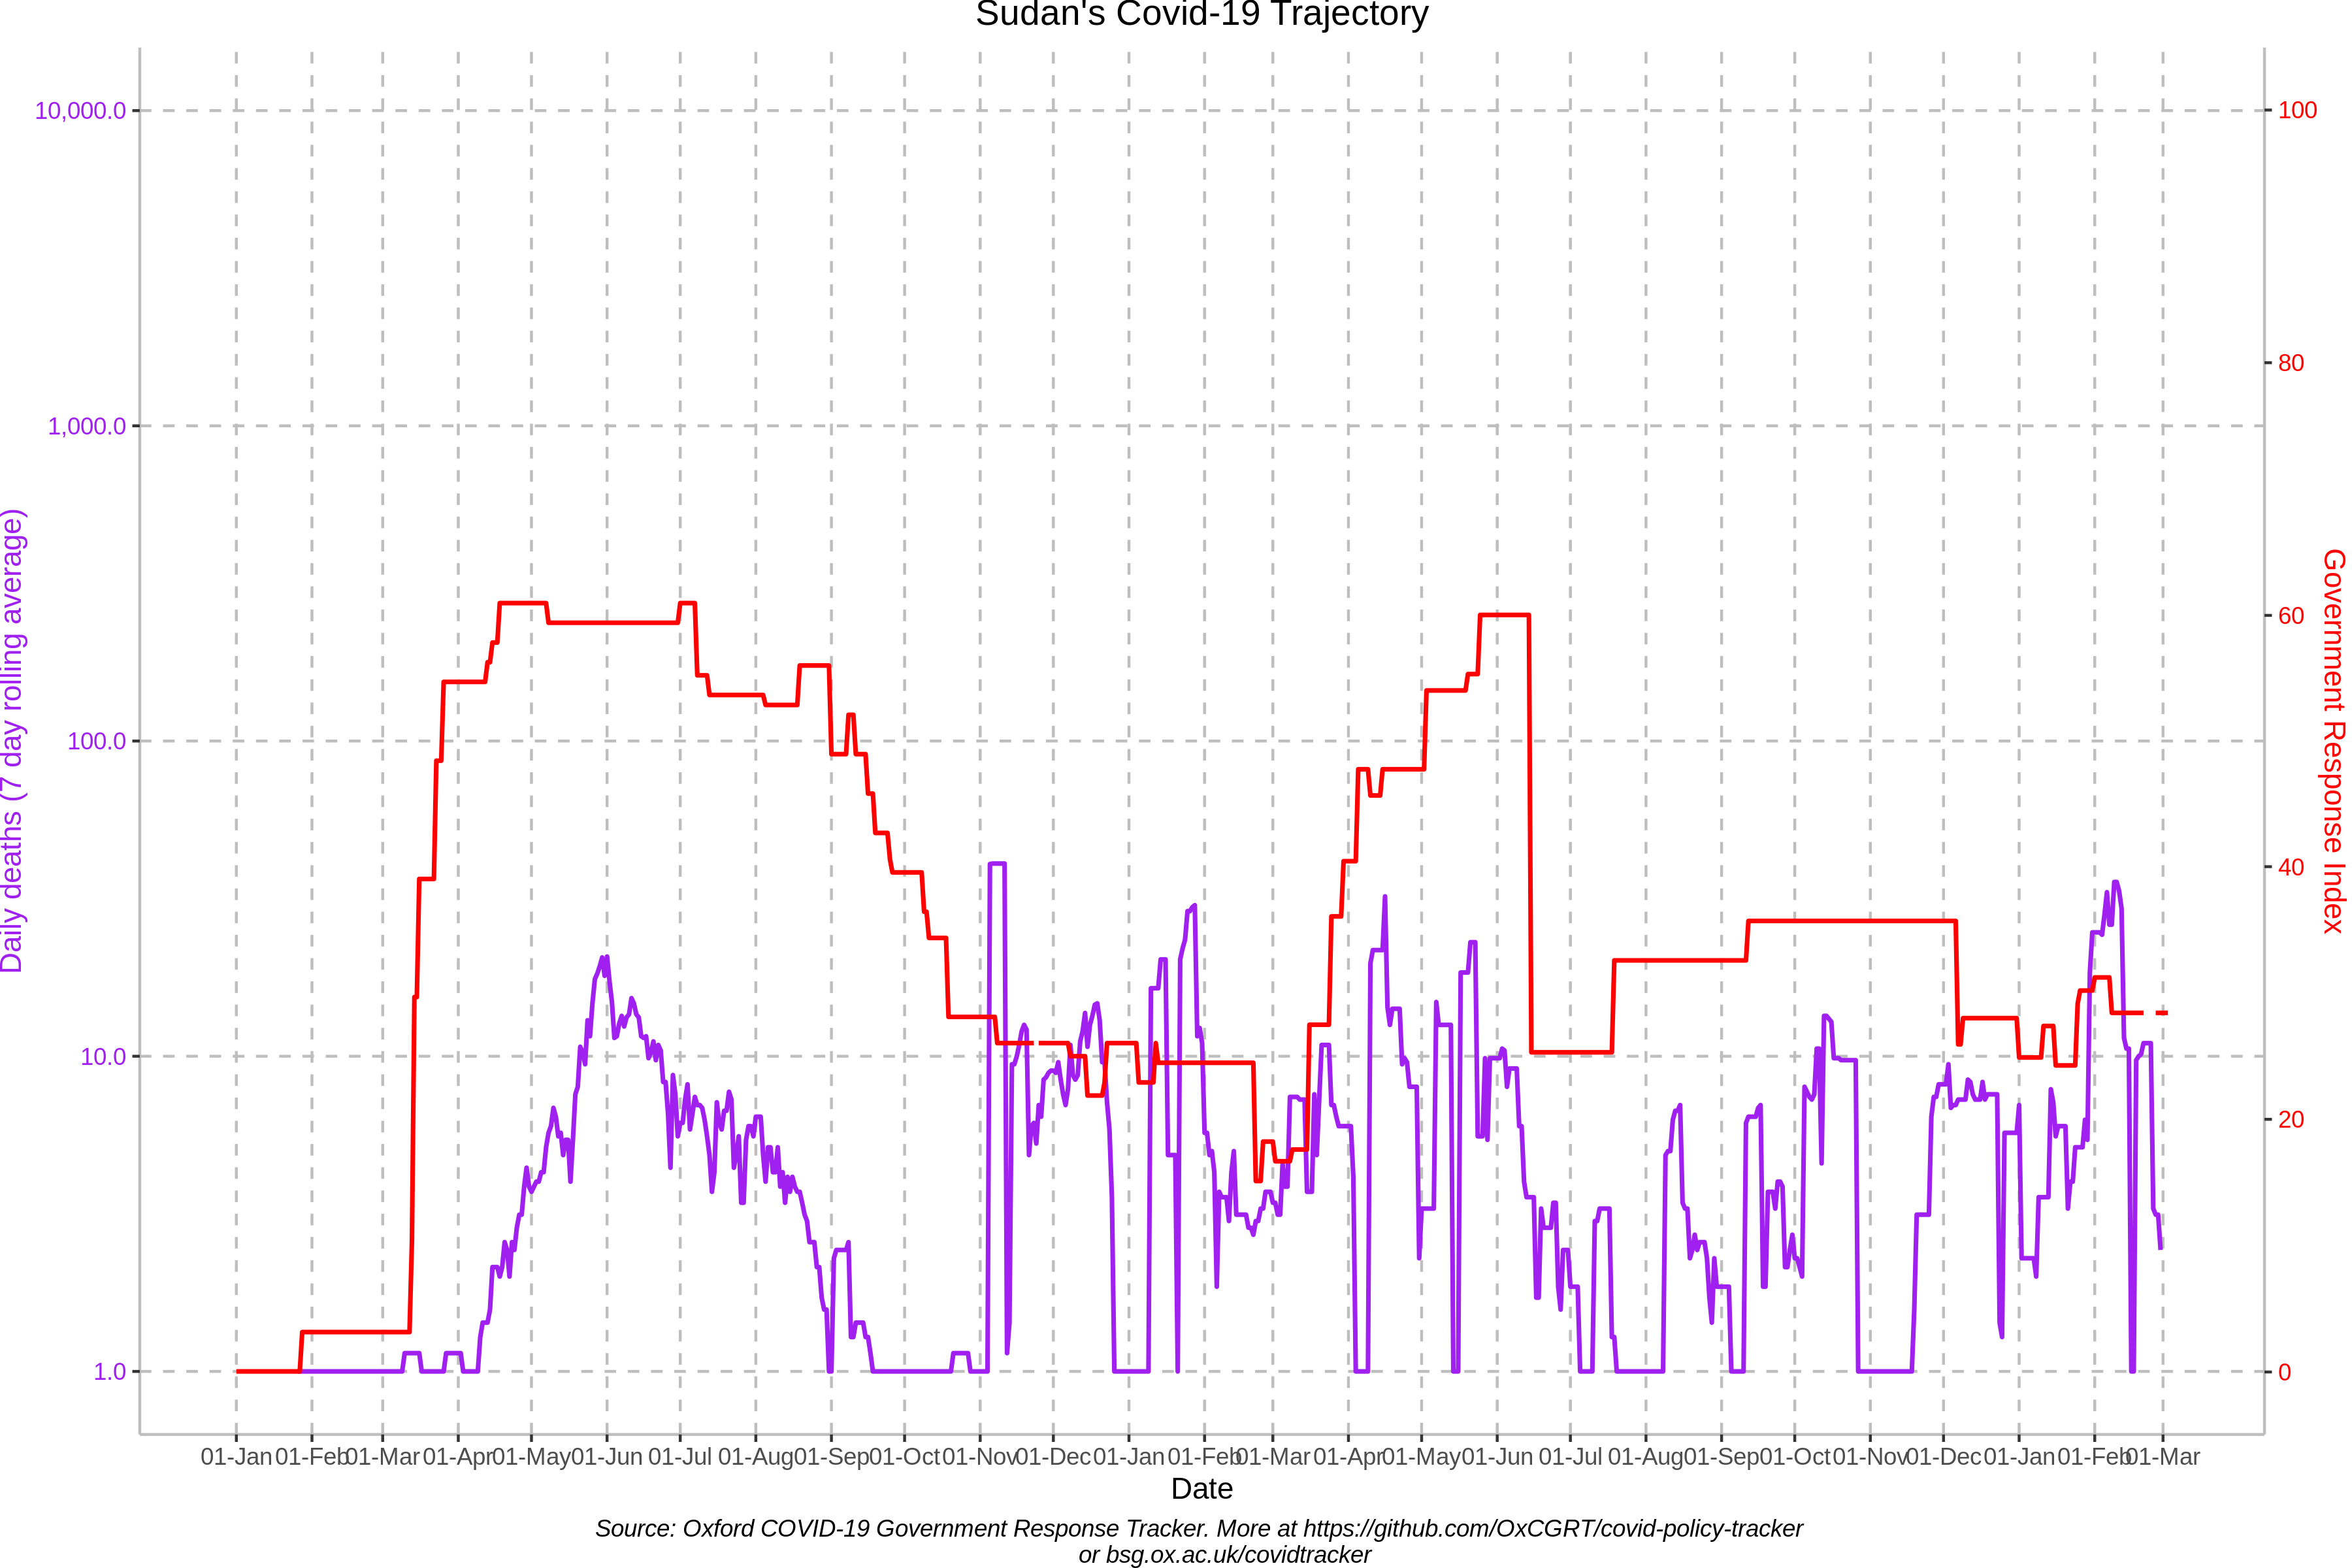 Sudan's Covid-19 Trajectory
10,000.0
1,000.0
100.0
10.0
1.0
Daily deaths (7 day rolling average)
100
80
60
40
20
0
Government Response Index
01-Jan 01-Feb 01-Mar 01-Apr 01-May 01-Jun 01-Jul 01-Aug 01-Sep 01-Oct 01-Nov 01-Dec 01-Jan 01-Feb 01-Mar 01-Apr 01-May 01-Jun 01-Jul 01-Aug 01-Sep 01-Oct 01-Nov 01-Dec 01-Jan 01-Feb 01-Mar
Date
Source: Oxford COVID-19 Government Response Tracker. More at https://github.com/OxCGRT/covid-policy-tracker
or bsg.ox.ac.uk/covidtracker